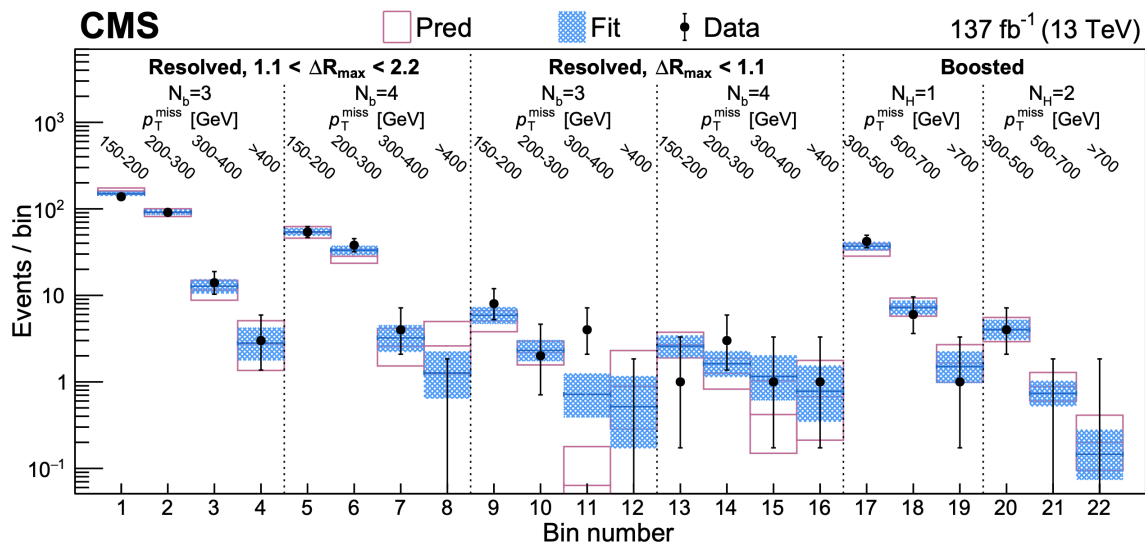 CMS Pred Fit Data 137 fb⁻¹ (13 TeV)
Resolved, 1.1 < ΔR_max < 2.2 Resolved, ΔR_max < 1.1 Boosted
N_b=3 N_b=4 N_b=3 N_b=4 N_H=1 N_H=2
p_T^miss [GeV] p_T^miss [GeV] p_T^miss [GeV] p_T^miss [GeV] p_T^miss [GeV] p_T^miss [GeV]
150-200 200-300 300-400 >400 150-200 200-300 300-400 >400 150-200 200-300 300-400 >400 150-200 200-300 300-400 >400 300-500 500-700 >700 300-500 500-700 >700
Events / bin
10³
10²
10
1
10⁻¹
1 2 3 4 5 6 7 8 9 10 11 12 13 14 15 16 17 18 19 20 21 22
Bin number